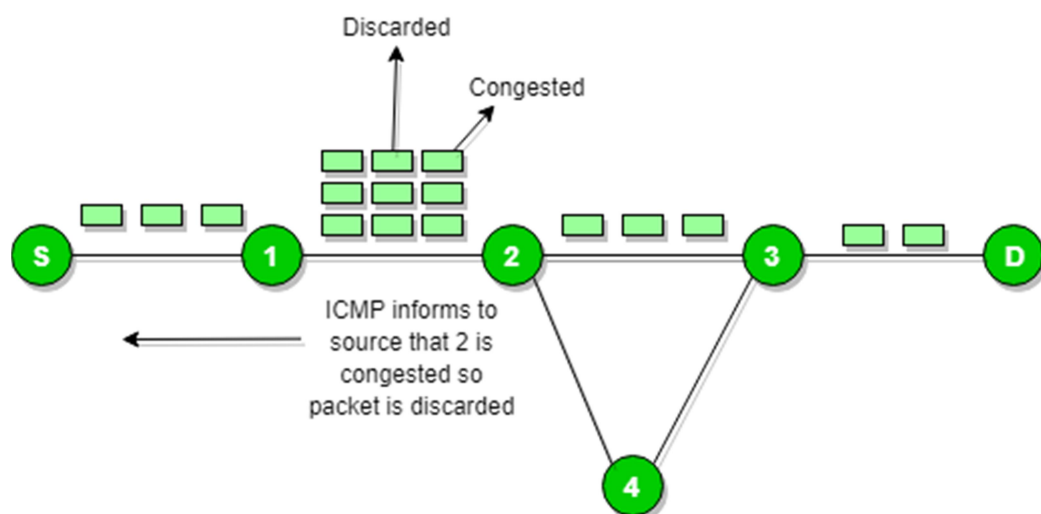 Discarded
Congested
S
1
2
3
D
ICMP informs to
source that 2 is
congested so
packet is discarded
4